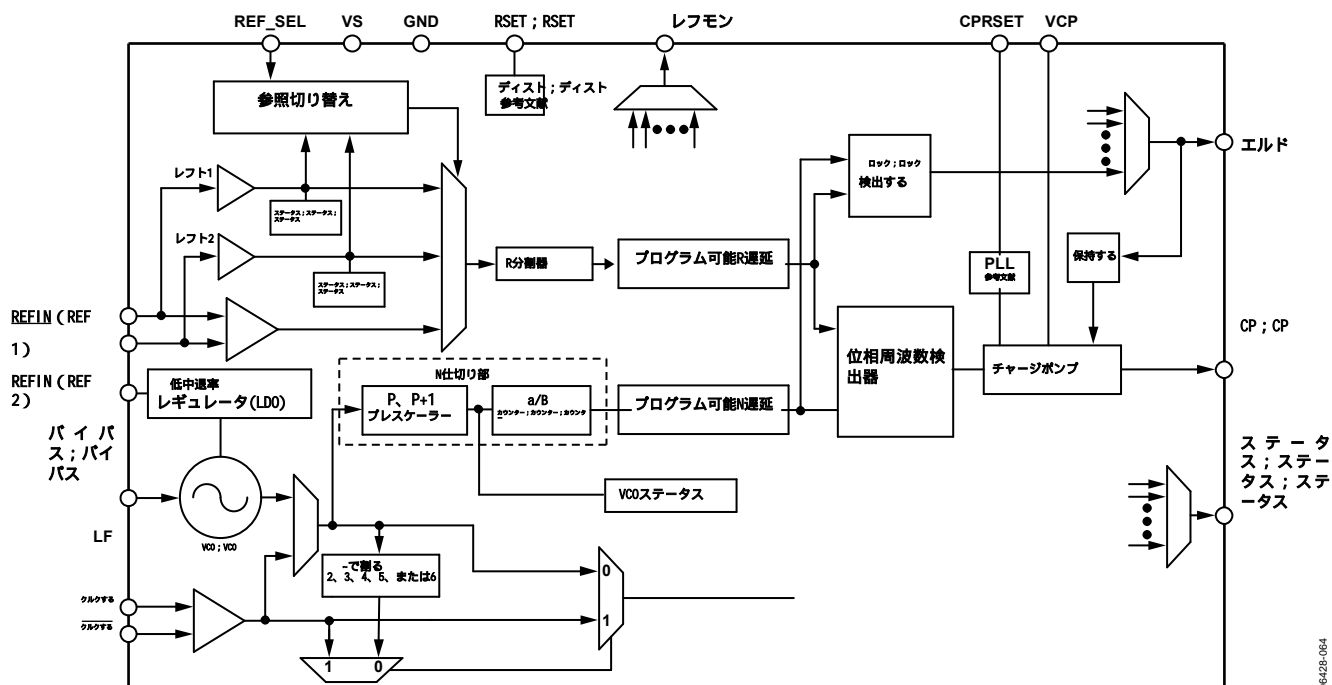 REF_SEL
VS
GND
RSET ; RSET
レフモン
CPRSET
VCP
参照切り替え
ディスト ; ディスト
参考文献
エルド
ロック ; ロック
検出する
レフト1
ステータス ; ステータス ;
ステータス
レフト2
ステータス ; ステータス ;
ステータス
R分割器
プログラム可能R遅延
PLL
参考文献
保持する
REFIN (REF
1)
REFIN (REF
2)
CP ; CP
位相周波数検
出器
チャージポンプ
低中退率
レギュレータ(LDO)
N仕切り部
P、P+1
プレスケーラー
a/B
カウンター ; カウンター ; カウンタ
ー
プログラム可能N遅延
バイパ
ス ; バイ
パス
ステータ
ス ; ステー
タス ; ステ
ータス
VCOステータス
LF
VCO ; VCO
-で割る
2、3、4、5、または6
0
1
クルクする
クルクする
1
0
06428-064